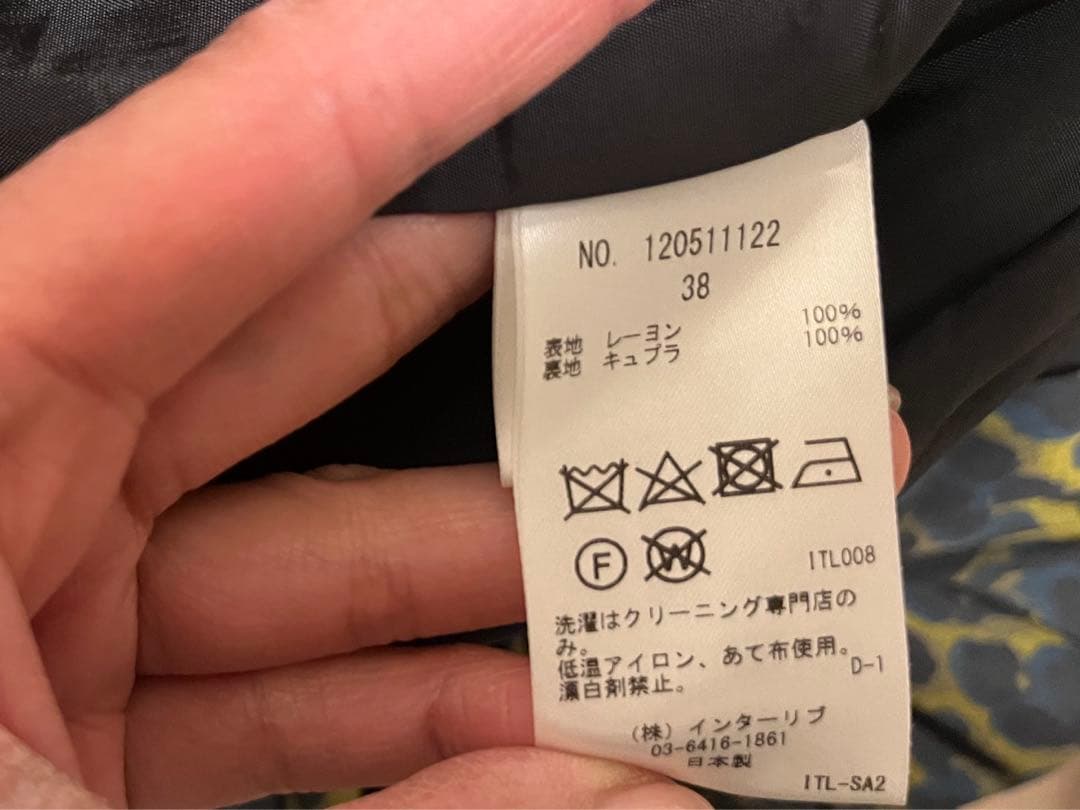 NO. 120511122
38
表地 レーヨン 100%
裏地 キュプラ 100%
F W
ITL008
洗濯はクリーニング専門店の
み。
低温アイロン、あて布使用。
漂白剤禁止。
D-1
(株)インターリブ
03-6416-1861
日本製
ITL-SA2